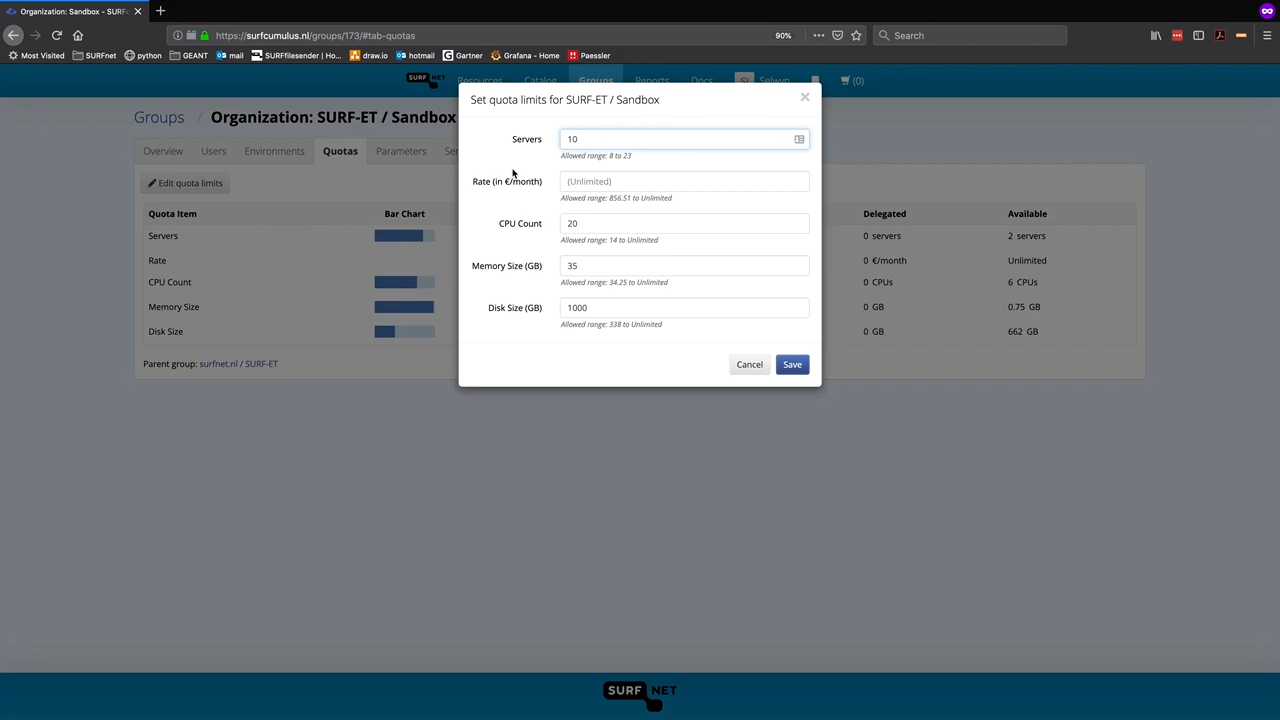 Organization: Sandbox - SURFc
https://surfcumulus.nl/groups/173/#tab-quotas
90%
Search
Most Visited SURFnet python GEANT mail SURFfilesender | Ho... draw.io hotmail Gartner Grafana - Home Paessler
SURF NET
Resources Catalog Groups Reports Docs SI Selwyn (0)
Set quota limits for SURF-ET / Sandbox
Groups / Organization: SURF-ET / Sandbox
Servers 10
Allowed range: 8 to 23
Overview Users Environments Quotas Parameters Ser
Rate (in €/month) (Unlimited)
Allowed range: 856.51 to Unlimited
Edit quota limits
Quota Item Bar Chart Delegated Available
CPU Count 20
Allowed range: 14 to Unlimited
Servers 0 servers 2 servers
Rate 0 €/month Unlimited
Memory Size (GB) 35
Allowed range: 34.25 to Unlimited
CPU Count 0 CPUs 6 CPUs
Memory Size 0 GB 0.75 GB
Disk Size (GB) 1000
Allowed range: 338 to Unlimited
Disk Size 0 GB 662 GB
Parent group: surfnet.nl / SURF-ET
Cancel Save
SURF NET